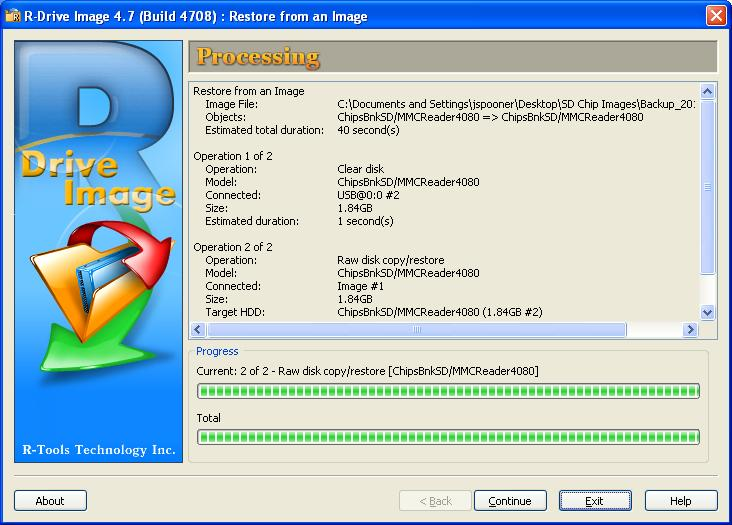 R-Drive Image 4.7 (Build 4708) : Restore from an Image
R
Drive
Image
R-Tools Technology Inc.
Processing
Restore from an Image
Image File: C:\Documents and Settings\jspooner\Desktop\SD Chip Images\Backup_20
Objects: ChipsBnkSD/MMCReader4080 => ChipsBnkSD/MMCReader4080
Estimated total duration: 40 second(s)
Operation 1 of 2
Operation: Clear disk
Model: ChipsBnkSD/MMCReader4080
Connected: USB@0:0 #2
Size: 1.84GB
Estimated duration: 1 second(s)
Operation 2 of 2
Operation: Raw disk copy/restore
Model: ChipsBnkSD/MMCReader4080
Connected: Image #1
Size: 1.84GB
Target HDD: ChipsBnkSD/MMCReader4080 (1.84GB #2)
Progress
Current: 2 of 2 - Raw disk copy/restore [ChipsBnkSD/MMCReader4080]
Total
About
< Back
Continue
Exit
Help